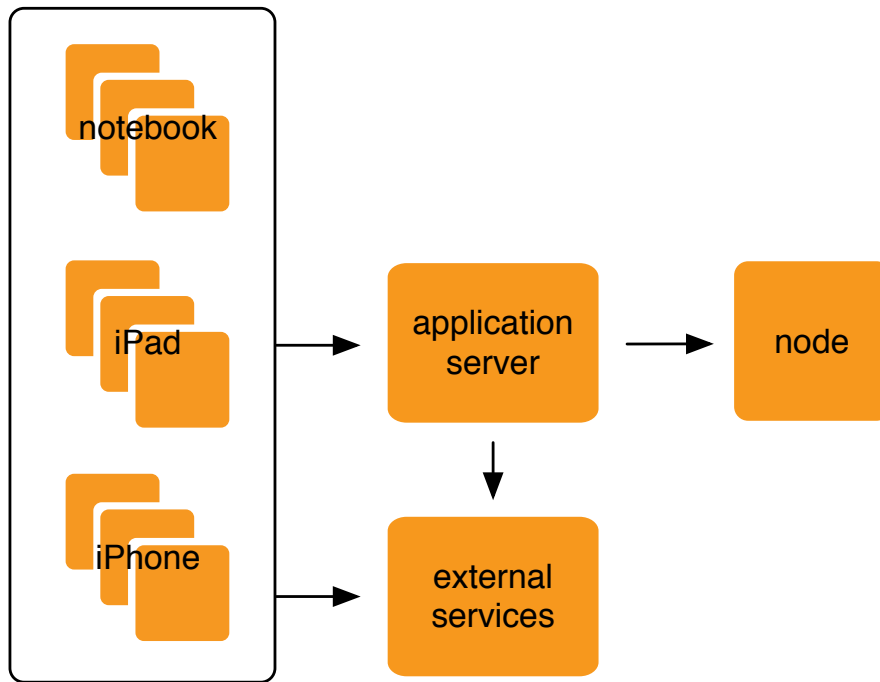 notebook
iPad
iPhone
application
server
node
external
services